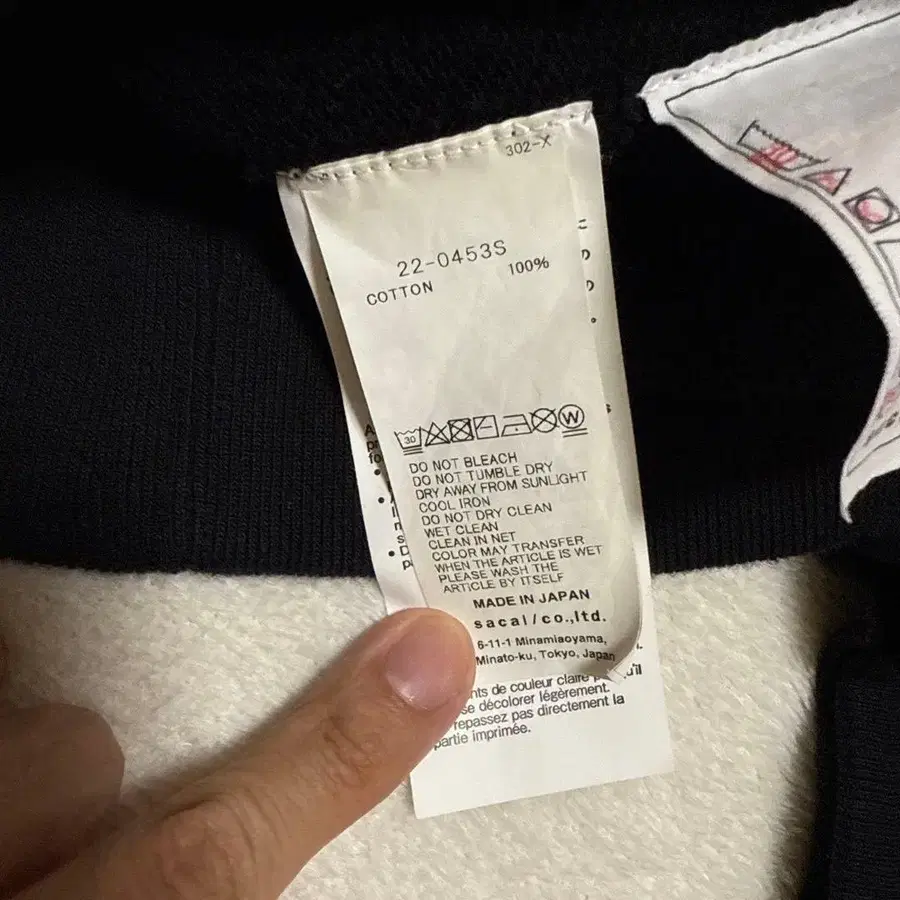 302-X
22-0453S
COTTON 100%
30
W
DO NOT BLEACH
DO NOT TUMBLE DRY
DRY AWAY FROM SUNLIGHT
COOL IRON
DO NOT DRY CLEAN
WET CLEAN
CLEAN IN NET
COLOR MAY TRANSFER
WHEN THE ARTICLE IS WET
PLEASE WASH THE
ARTICLE BY ITSELF
MADE IN JAPAN
sacai/co.,ltd.
6-11-1 Minamiaoyama,
Minato-ku, Tokyo, Japan
de couleur claire
se décolorer légèrement.
repassez pas directement la
partie imprimée.